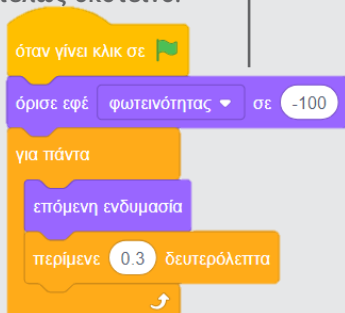 όταν γίνει κλικ σε
όρισε εφέ φωτεινότητας σε -100
για πάντα
επόμενη ενδυμασία
περίμενε 0.3 δευτερόλεπτα